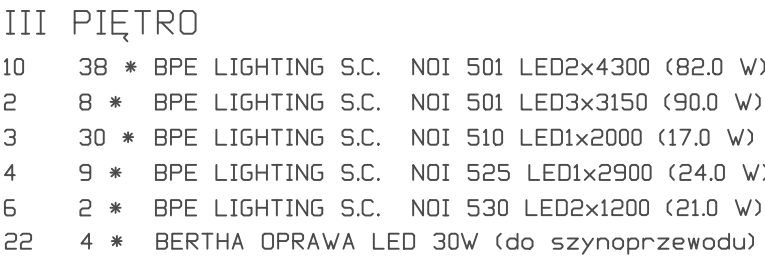 III PIĘTRO
10 38 * BPE LIGHTING S.C. NOI 501 LED2x4300 (82.0 W)
2 8 * BPE LIGHTING S.C. NOI 501 LED3x3150 (90.0 W)
3 30 * BPE LIGHTING S.C. NOI 510 LED1x2000 (17.0 W)
4 9 * BPE LIGHTING S.C. NOI 525 LED1x2900 (24.0 W)
6 2 * BPE LIGHTING S.C. NOI 530 LED2x1200 (21.0 W)
22 4 * BERTHA OPRAWA LED 30W (do szynoprzewodu)